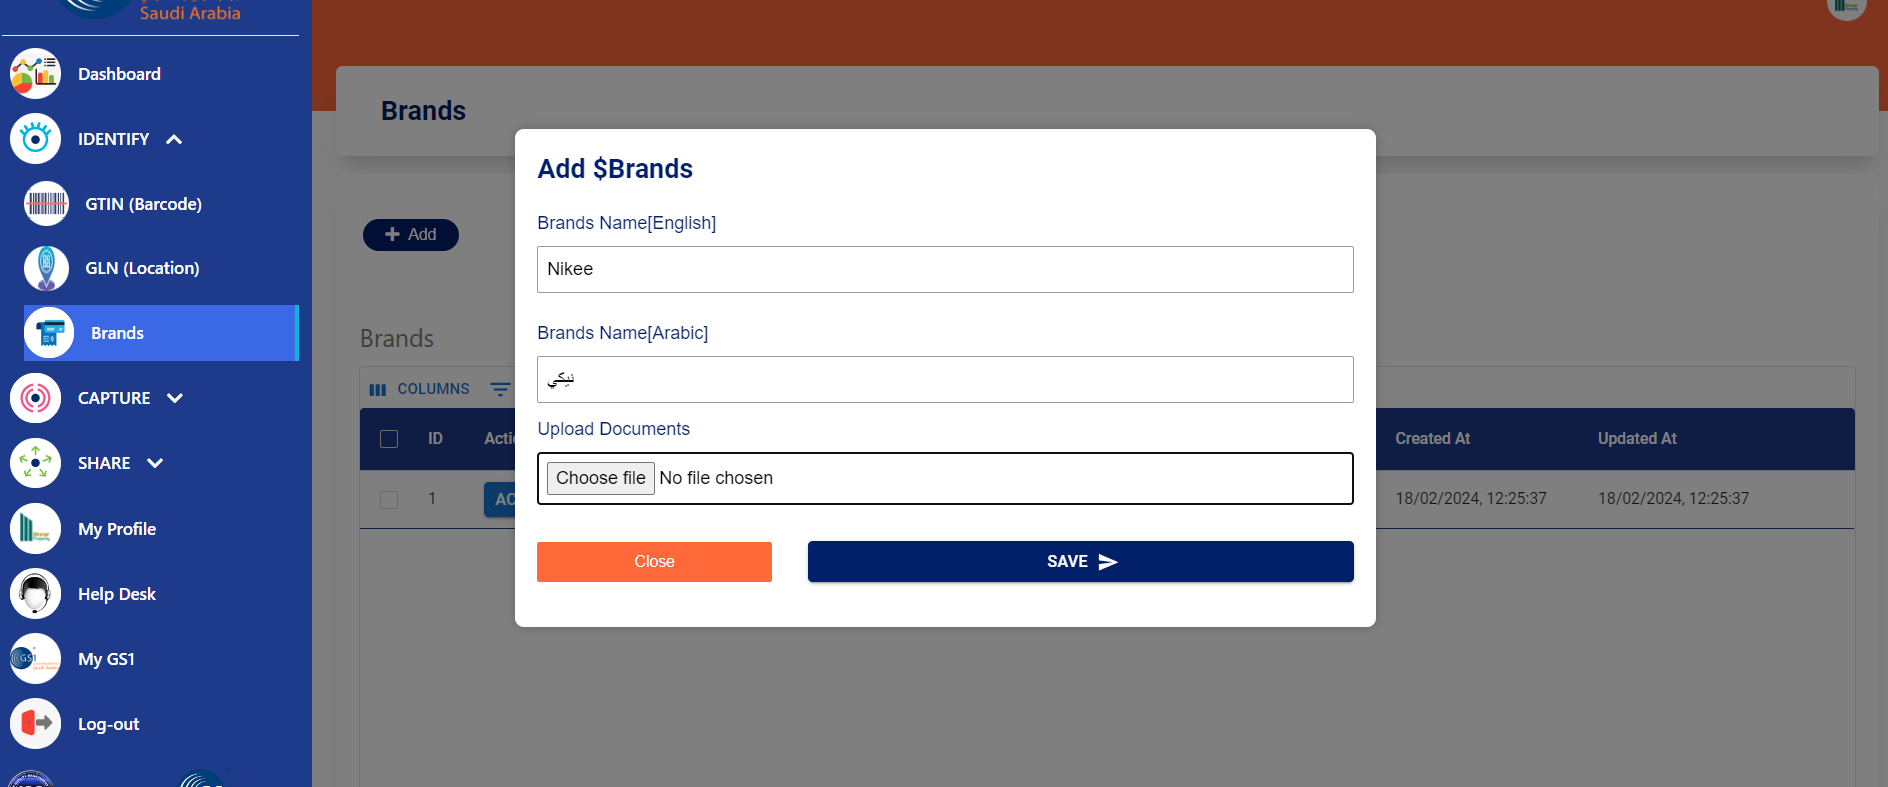 Saudi Arabia
Dashboard
IDENTIFY
GTIN (Barcode)
GLN (Location)
Brands
CAPTURE
SHARE
My Profile
Help Desk
My GS1
Log-out
Brands
Add
Brands
COLUMNS
ID
Created At
Updated At
1
AC
18/02/2024, 12:25:37
18/02/2024, 12:25:37
Add $Brands
Brands Name[English]
Nikee
Brands Name[Arabic]
نيكي
Upload Documents
Choose file No file chosen
Close
SAVE